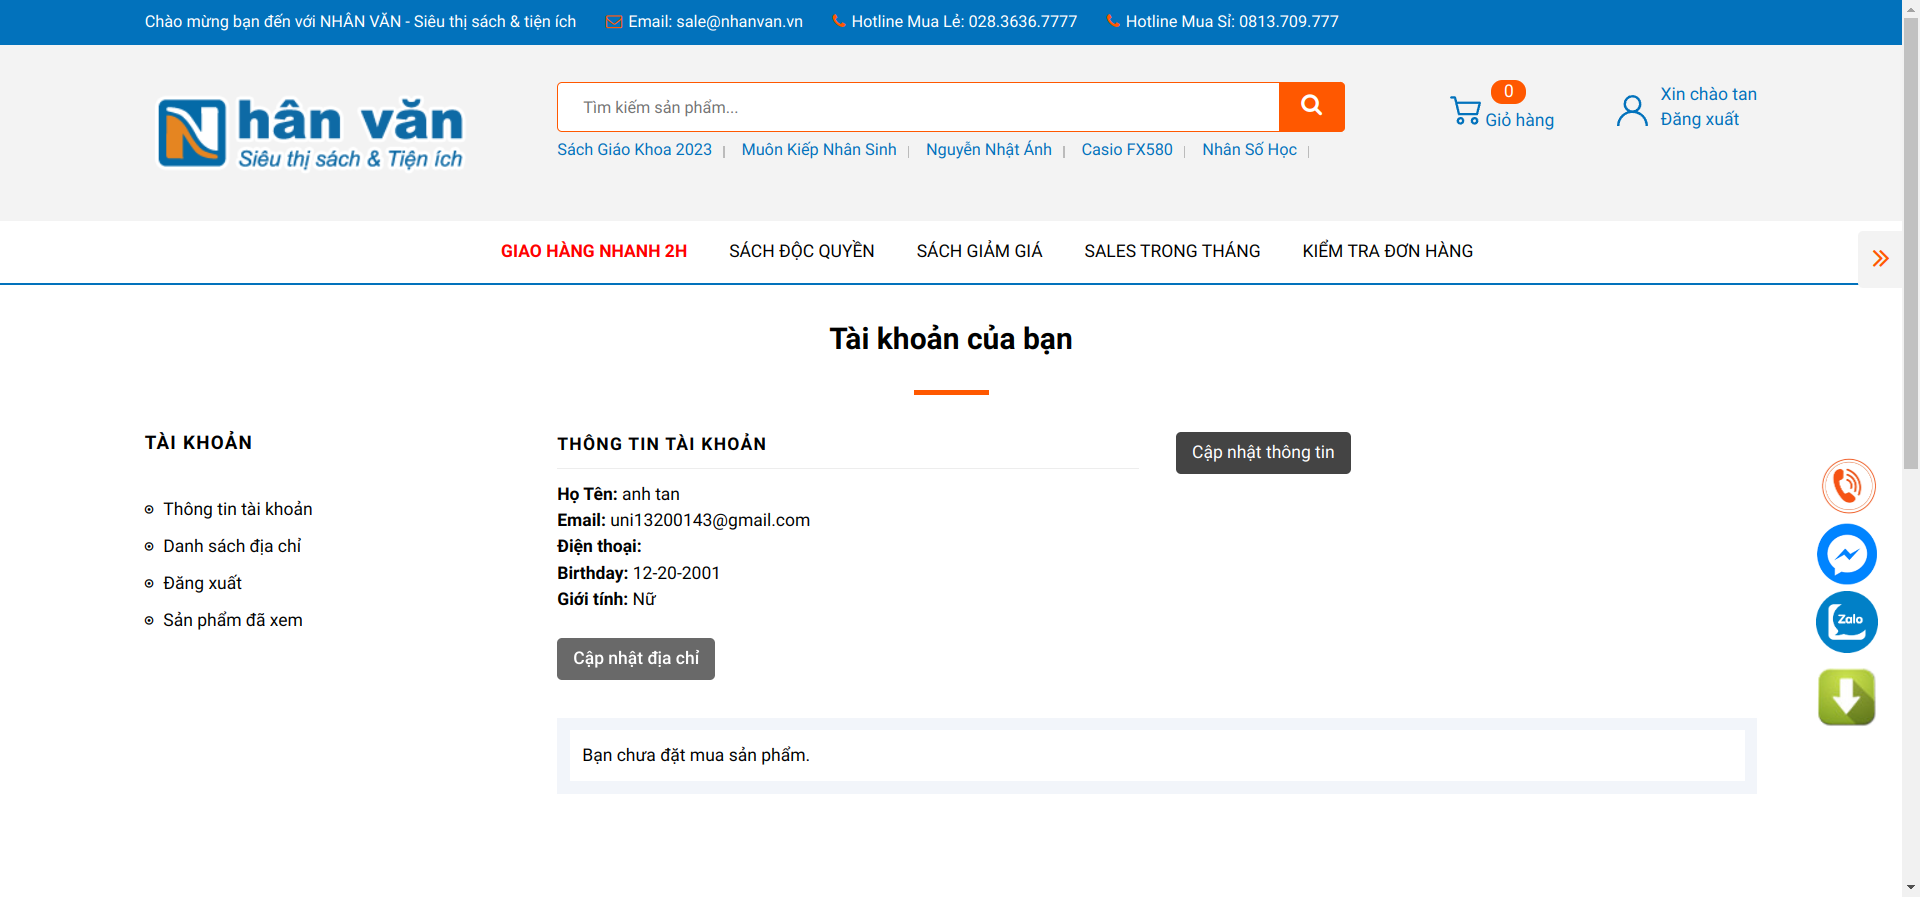 Chào mừng bạn đến với NHÂN VĂN - Siêu thị sách & tiện ích Email: sale@nhanvan.vn Hotline Mua Lẻ: 028.3636.7777 Hotline Mua Sỉ: 0813.709.777
Nhân văn
Siêu thị sách & Tiện ích
Tìm kiếm sản phẩm...
Sách Giáo Khoa 2023 | Muôn Kiếp Nhân Sinh | Nguyễn Nhật Ánh | Casio FX580 | Nhân Số Học |
0
Giỏ hàng
Xin chào tan
Đăng xuất
GIAO HÀNG NHANH 2H SÁCH ĐỘC QUYỀN SÁCH GIẢM GIÁ SALES TRONG THÁNG KIỂM TRA ĐƠN HÀNG
Tài khoản của bạn
TÀI KHOẢN
Thông tin tài khoản
Danh sách địa chỉ
Đăng xuất
Sản phẩm đã xem
THÔNG TIN TÀI KHOẢN
Họ Tên: anh tan
Email: uni13200143@gmail.com
Điện thoại:
Birthday: 12-20-2001
Giới tính: Nữ
Cập nhật địa chỉ
Cập nhật thông tin
Bạn chưa đặt mua sản phẩm.
Zalo